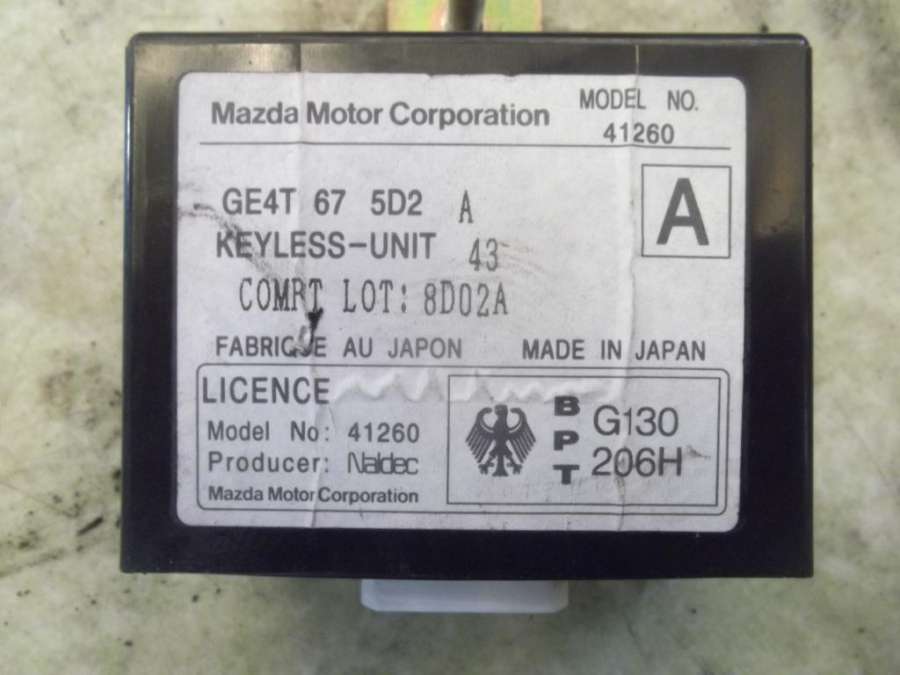 Mazda Motor Corporation
MODEL NO.
41260
GE4T 67 5D2 A
KEYLESS-UNIT 43
A
COMRT LOT: 8D02A
FABRIQUE AU JAPON MADE IN JAPAN
LICENCE
Model No: 41260
Producer: Naldec
Mazda Motor Corporation
BPT
G130
206H